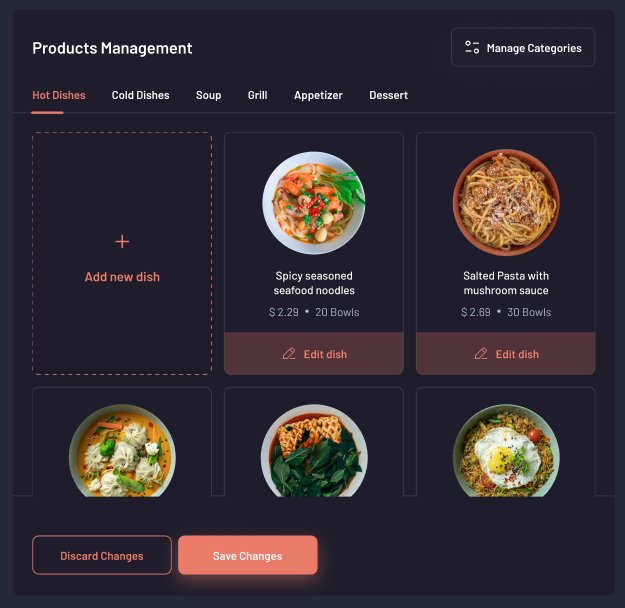 Products Management
Manage Categories
Hot Dishes
Cold Dishes
Soup
Grill
Appetizer
Dessert
Add new dish
Spicy seasoned
seafood noodles
$ 2.29 • 20 Bowls
Edit dish
Salted Pasta with
mushroom sauce
$ 2.69 • 30 Bowls
Edit dish
Discard Changes
Save Changes